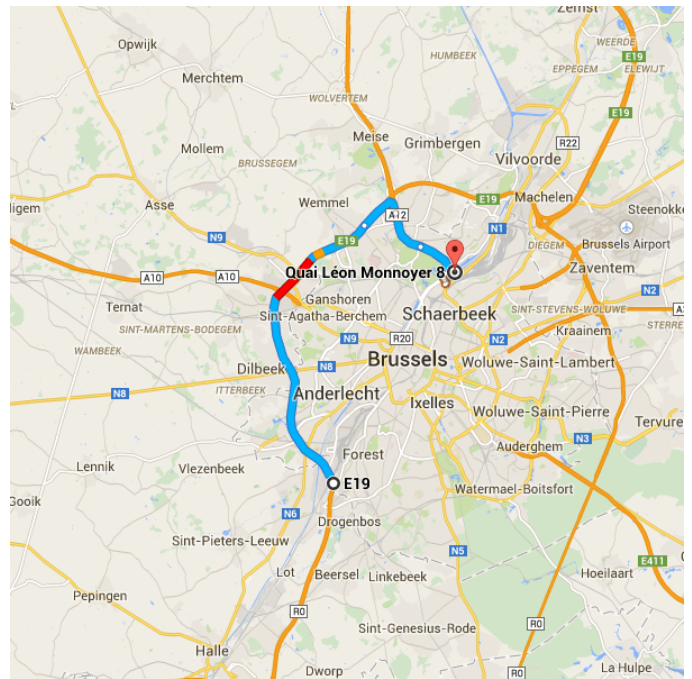 Zemst
Opwijk
HUMBEEK
WEERDE
E19
EPPEGEM
ELEWIJT
Merchtem
WOLVERTEM
N1
E19
Meise
Grimbergen
R22
Mollem
BRUSSEGEM
Vilvoorde
Wemmel
E19
Machelen
ligem
Asse
A12
N1
Steenokke
N9
E19
DIEGEM
Brussels Airport
Quai Léon Monnoyer 8
Zaventem
A10
A10
Ganshoren
N2
Ternat
Sint-Agatha-Berchem
Schaerbeek
SINT-STEVENS-WOLUWE
SINT-MARTENS-BODEGEM
Kraainem
STERRE
WAMBEEK
R20
N9
N2
Brussels
Woluwe-Saint-Lambert
Dilbeek
N8
N8
ITTERBEEK
Anderlecht
Ixelles
Woluwe-Saint-Pierre
Tervure
N3
Auderghem
Lennik
Vlezenbeek
Forest
E19
Watermael-Boitsfort
Gooik
N6
Drogenbos
Sint-Pieters-Leeuw
N5
E411
Lot
Beersel
Linkebeek
Hoeilaart
Pepingen
R0
R0
Sint-Genesius-Rode
Halle
Dworp
La Hulpe